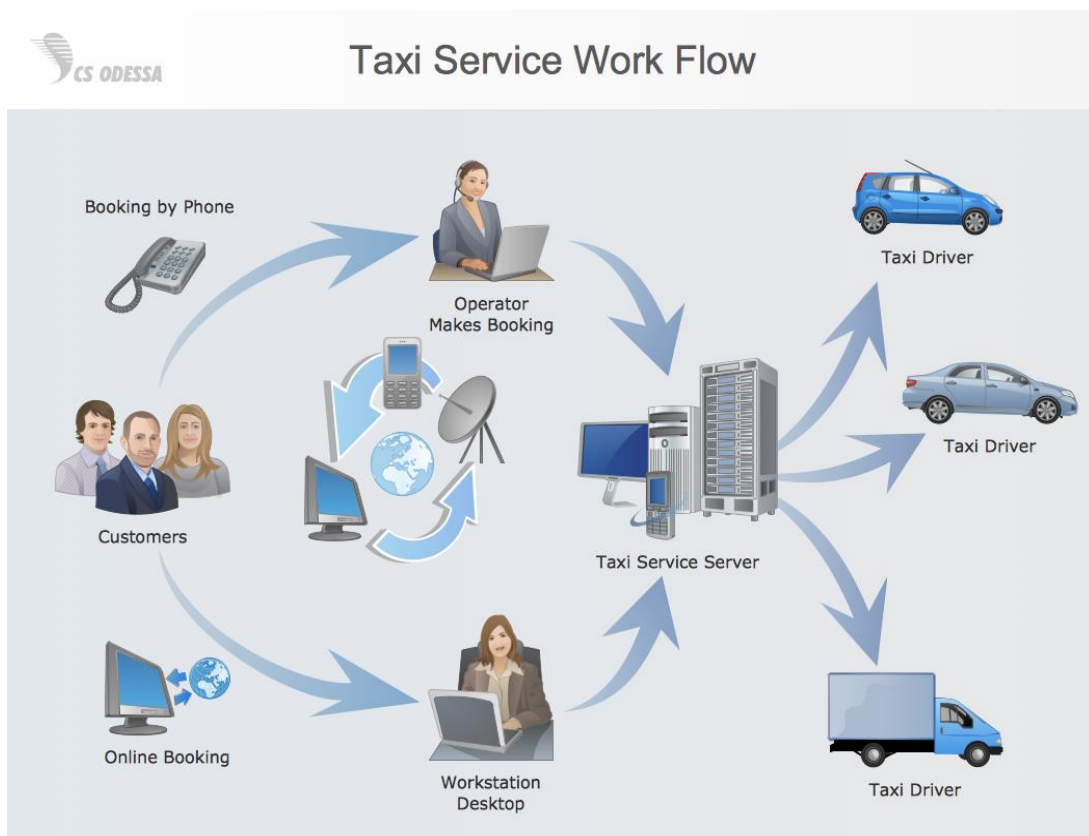 CS ODESSA
Taxi Service Work Flow
Booking by Phone
Operator
Makes Booking
Taxi Driver
Taxi Driver
Customers
Taxi Service Server
Online Booking
Workstation
Desktop
Taxi Driver